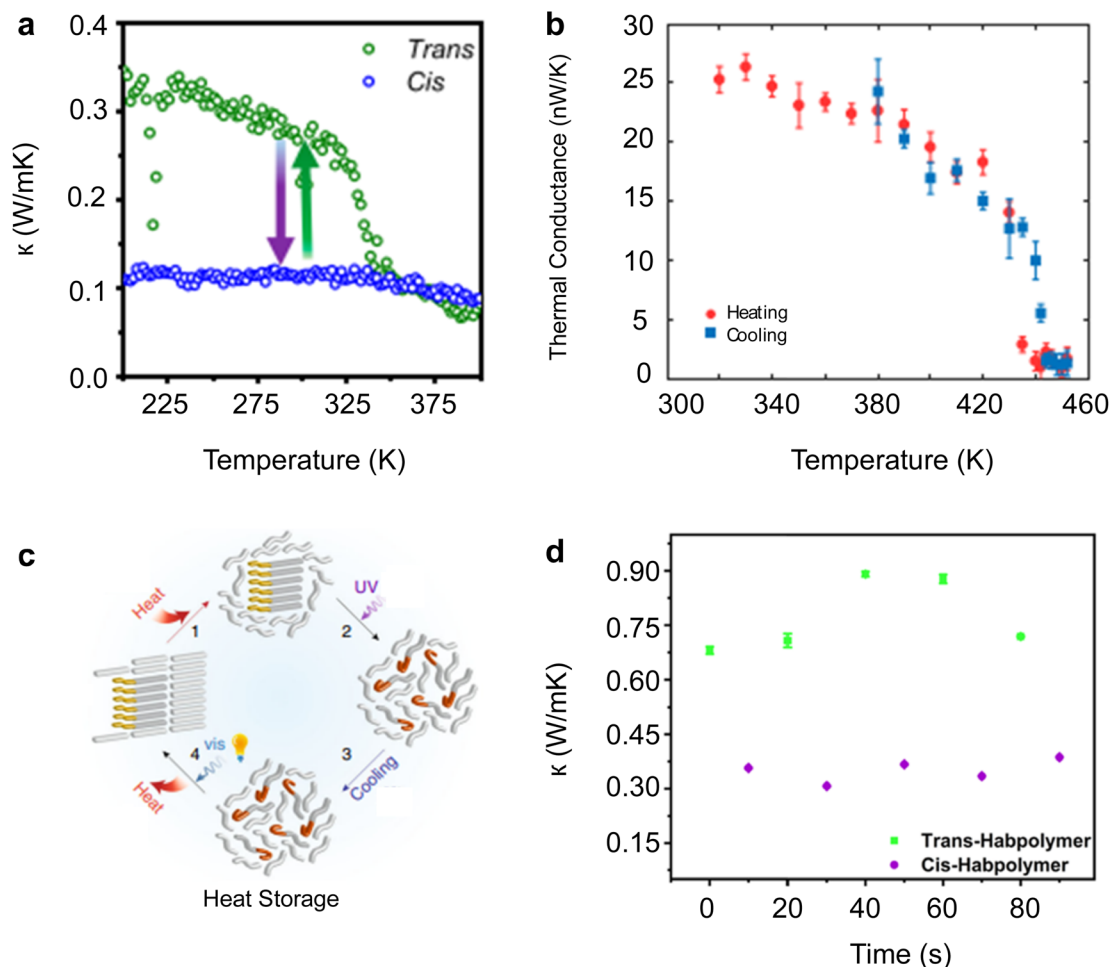 a
0.4
0.3
0.2
0.1
0.0
κ (W/mK)
Trans
Cis
225
275
325
375
Temperature (K)
b
30
25
20
15
10
5
0
Thermal Conductance (nW/K)
Heating
Cooling
300
340
380
420
460
Temperature (K)
c
Heat
1
UV
2
3
Cooling
4
vis
Heat
Heat Storage
d
0.90
0.75
0.60
0.45
0.30
0.15
κ (W/mK)
Trans-Habpolymer
Cis-Habpolymer
0
20
40
60
80
Time (s)